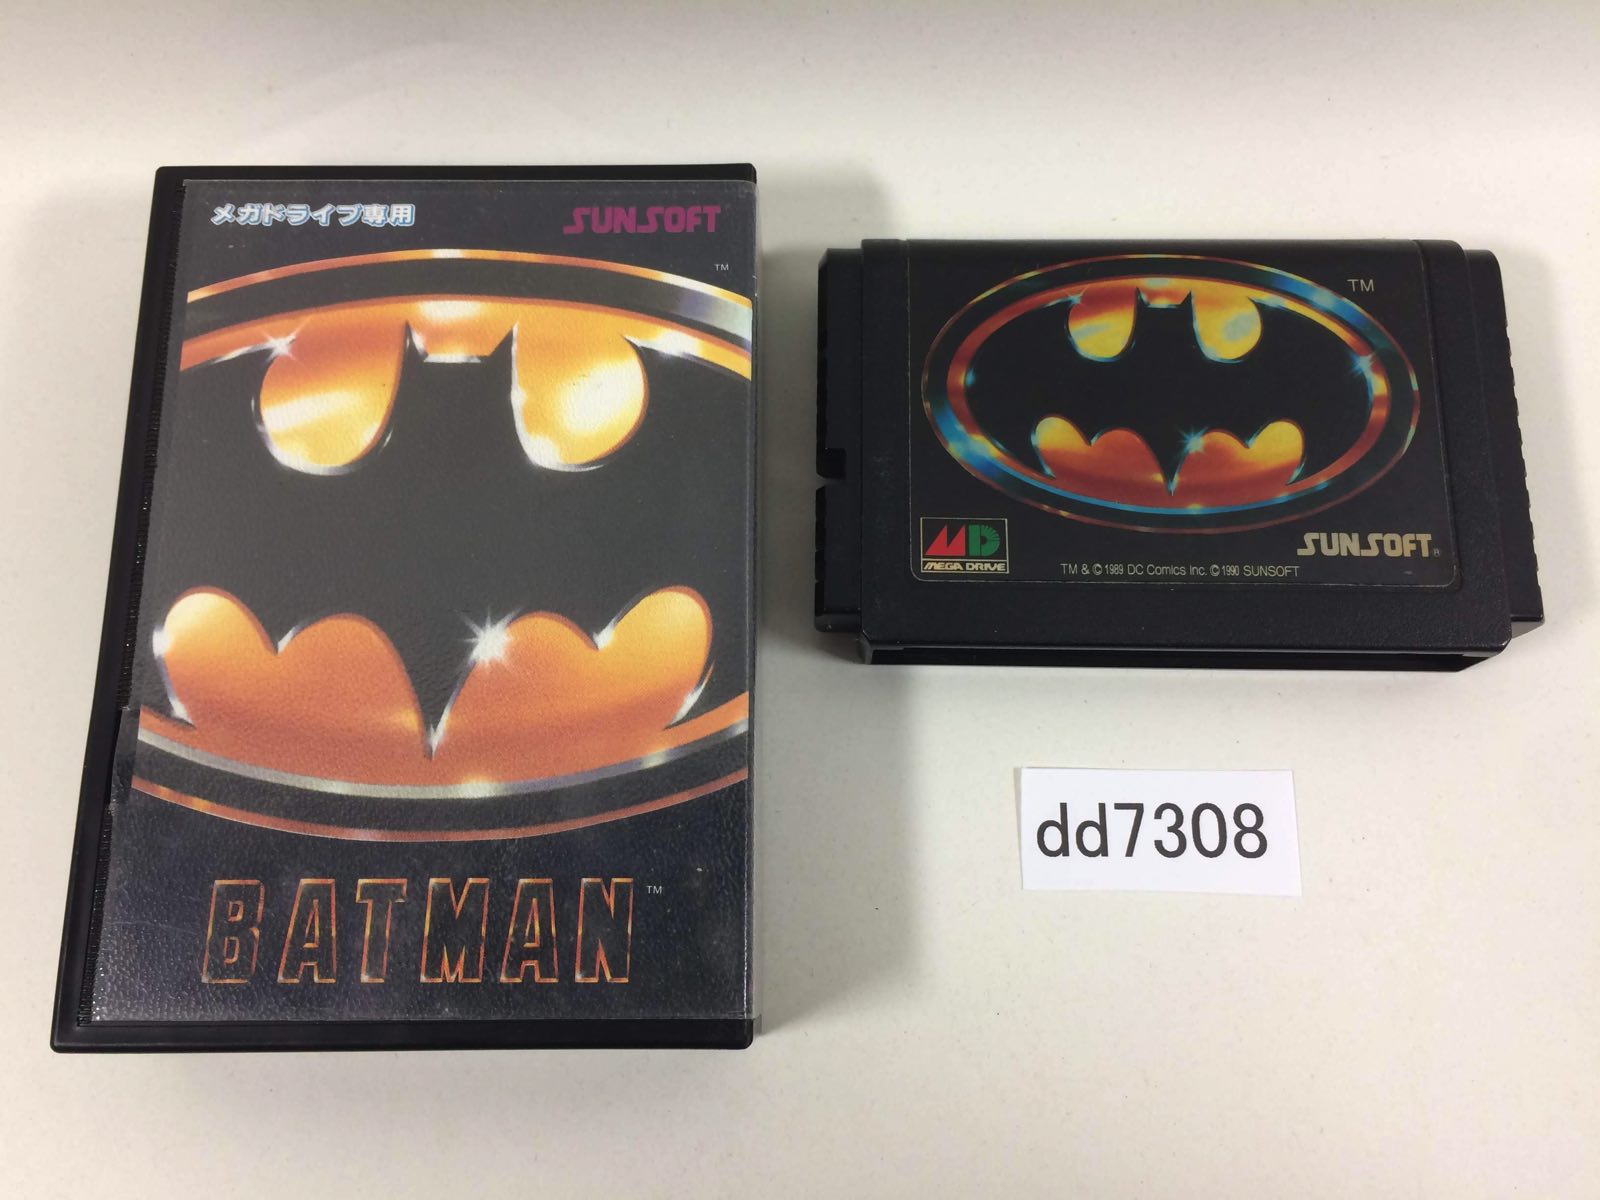 メガドライブ専用
SUNSOFT
TM
BATMAN TM
TM
MD
MEGA DRIVE
SUNSOFT®
TM & © 1989 DC Comics Inc. © 1990 SUNSOFT
dd7308